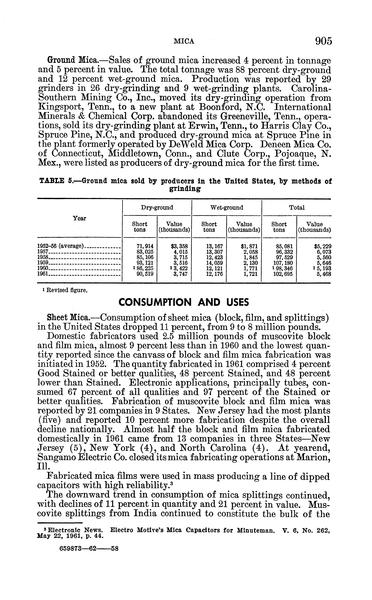 MICA 905
Ground Mica.—Sales of ground mica increased 4 percent in tonnage
and 5 percent in value. The total tonnage was 88 percent dry-ground
and 12 percent wet-ground mica. Production was reported by 29
grinders in 26 dry-grinding and 9 wet-grinding plants. Carolina-
Southern Mining Co., Inc., moved its dry-grinding operation from
Kingsport, Tenn., to a new plant at Boonford, N.C. International
Minerals & Chemical Corp. abandoned its Greeneville, Tenn., opera-
tions, sold its dry-grinding plant at Erwin, Tenn., to Harris Clay Co.,
Spruce Pine, N.C., and produced dry-ground mica at Spruce Pine in
the plant formerly operated by DeWeld Mica Corp. Deneen Mica Co.
of Connecticut, Middletown, Conn., and Clute Corp., Pojoaque, N.
Mex., were listed as producers of dry-ground mica for the first time.
TABLE 5.—Ground mica sold by producers in the United States, by methods of
grinding
Year Dry-ground Wet-ground Total
Short tons Value (thousands) Short tons Value (thousands) Short tons Value (thousands)
1952-56 (average) 71,914 $3,358 13,167 $1,871 85,081 $5,229
1957 83,025 4,015 13,307 2,058 96,332 6,073
1958 85,106 3,715 12,423 1,845 97,529 5,560
1959 93,121 3,516 14,059 2,130 107,180 5,646
1960 1 86,225 1 3,422 12,121 1,771 1 98,346 1 5,193
1961 90,519 3,747 12,176 1,721 102,695 5,468
1 Revised figure.
CONSUMPTION AND USES
Sheet Mica.—Consumption of sheet mica (block, film, and splittings)
in the United States dropped 11 percent, from 9 to 8 million pounds.
Domestic fabricators used 2.5 million pounds of muscovite block
and film mica, almost 9 percent less than in 1960 and the lowest quan-
tity reported since the canvass of block and film mica fabrication was
initiated in 1952. The quantity fabricated in 1961 comprised 4 percent
Good Stained or better qualities, 48 percent Stained, and 48 percent
lower than Stained. Electronic applications, principally tubes, con-
sumed 67 percent of all qualities and 97 percent of the Stained or
better qualities. Fabrication of muscovite block and film mica was
reported by 21 companies in 9 States. New Jersey had the most plants
(five) and reported 10 percent more fabrication despite the overall
decline nationally. Almost half the block and film mica fabricated
domestically in 1961 came from 13 companies in three States—New
Jersey (5), New York (4), and North Carolina (4). At yearend,
Sangamo Electric Co. closed its mica fabricating operations at Marion,
Ill.
Fabricated mica films were used in mass producing a line of dipped
capacitors with high reliability.³
The downward trend in consumption of mica splittings continued,
with declines of 11 percent in quantity and 21 percent in value. Mus-
covite splittings from India continued to constitute the bulk of the
³ Electronic News. Electro Motive's Mica Capacitors for Minuteman. V. 6, No. 262,
May 22, 1961, p. 44.
659873—62——58